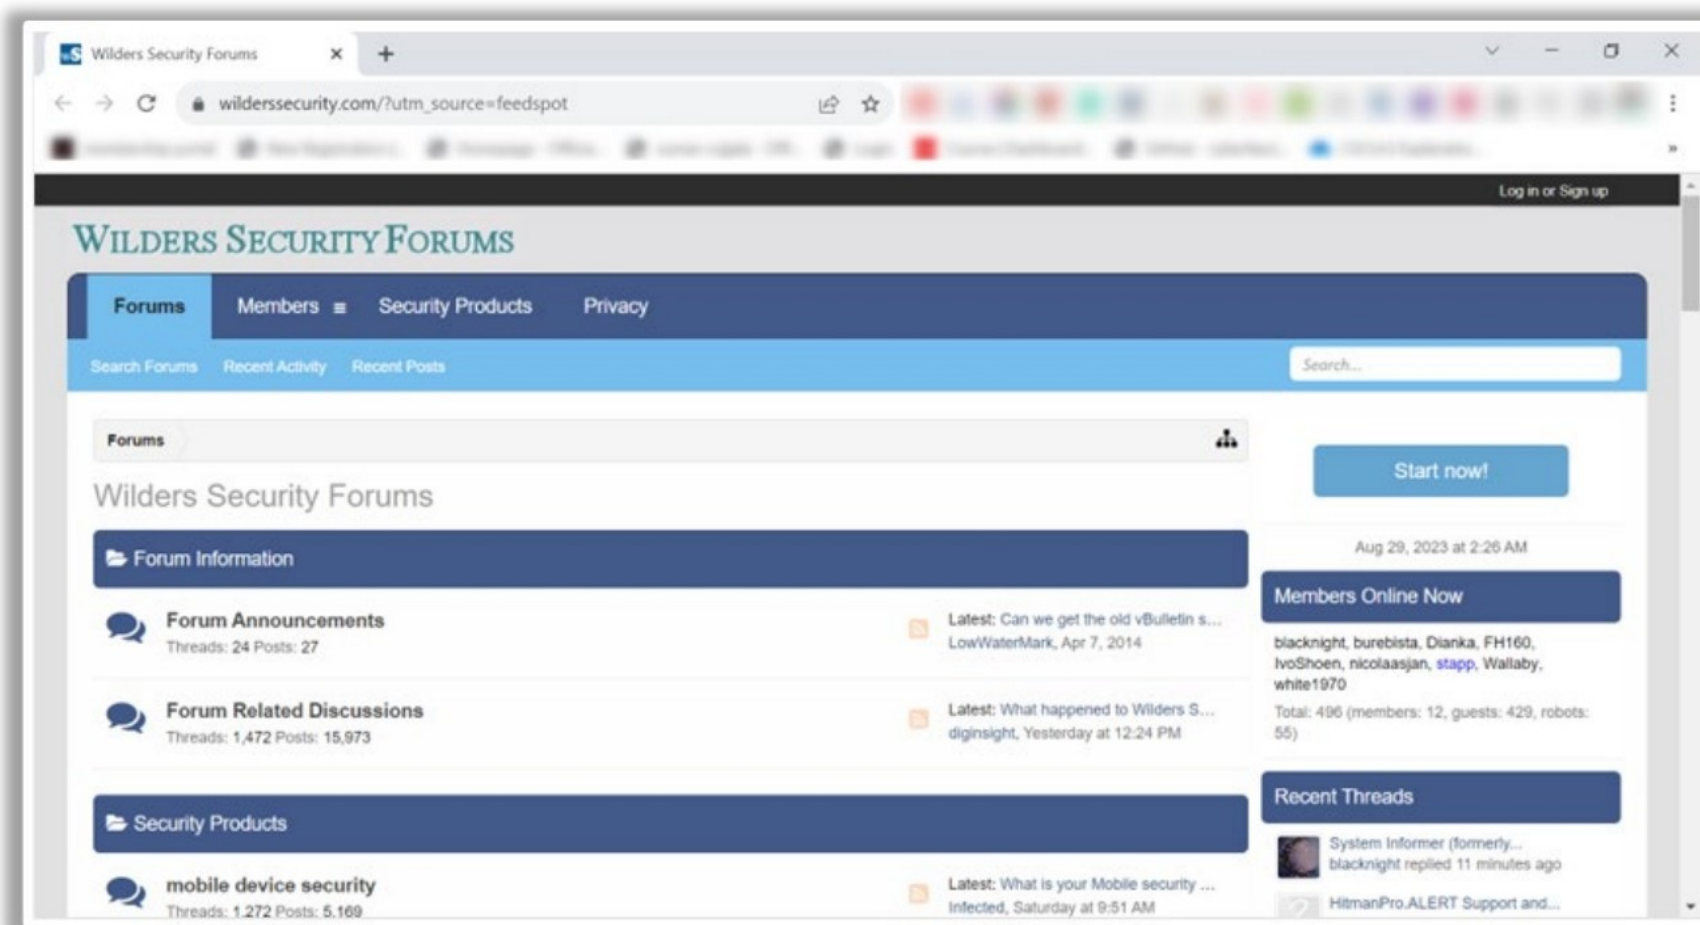 Wilders Security Forums
wilderssecurity.com/?utm_source=feedspot
Log in or Sign up
WILDERS SECURITY FORUMS
Forums Members Security Products Privacy
Search Forums Recent Activity Recent Posts Search...
Forums
Start now!
Wilders Security Forums
Aug 29, 2023 at 2:26 AM
Forum Information
Members Online Now
Forum Announcements
Threads: 24 Posts: 27
Latest: Can we get the old vBulletin s...
LowWaterMark, Apr 7, 2014
blacknight, burebista, Dianka, FH160,
IvoShoen, nicolaasjan, stapp, Wallaby,
white1970
Total: 496 (members: 12, guests: 429, robots:
55)
Forum Related Discussions
Threads: 1,472 Posts: 15,973
Latest: What happened to Wilders S...
diginsight, Yesterday at 12:24 PM
Recent Threads
Security Products
System Informer (formerly...
blacknight replied 11 minutes ago
mobile device security
Threads: 1,272 Posts: 5,169
Latest: What is your Mobile security ...
Infected, Saturday at 9:51 AM
HitmanPro.ALERT Support and...